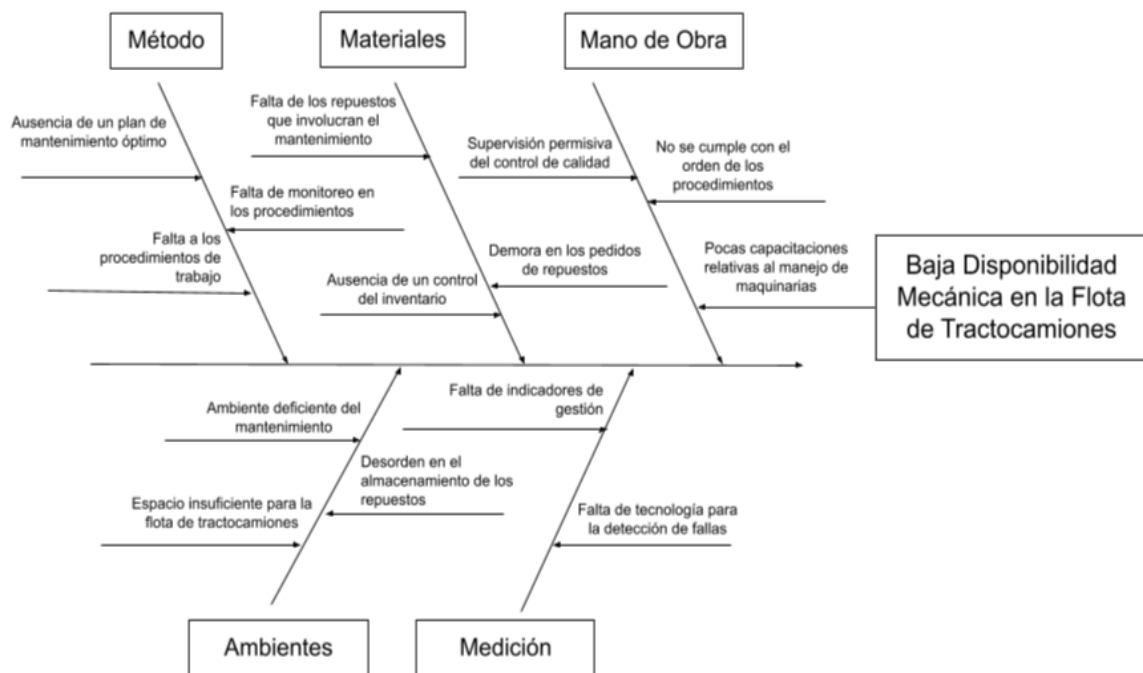 Método
Materiales
Mano de Obra
Ausencia de un plan de
mantenimiento óptimo
Falta de monitoreo en
los procedimientos
Falta a los
procedimientos de
trabajo
Falta de los repuestos
que involucran el
mantenimiento
Demora en los pedidos
de repuestos
Ausencia de un control
del inventario
Supervisión permisiva
del control de calidad
No se cumple con el
orden de los
procedimientos
Pocas capacitaciones
relativas al manejo de
maquinarias
Baja Disponibilidad
Mecánica en la Flota
de Tractocamiones
Ambiente deficiente del
mantenimiento
Desorden en el
almacenamiento de los
repuestos
Espacio insuficiente para la
flota de tractocamiones
Falta de indicadores de
gestión
Falta de tecnología para
la detección de fallas
Ambientes
Medición